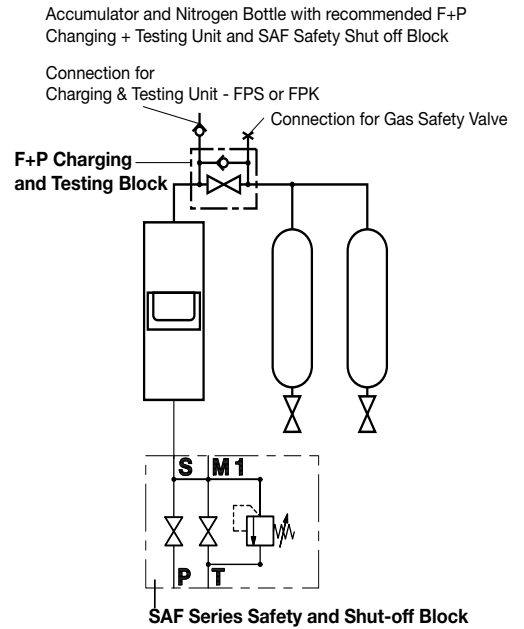 Accumulator and Nitrogen Bottle with recommended F+P
Changing + Testing Unit and SAF Safety Shut off Block
Connection for
Charging & Testing Unit - FPS or FPK
Connection for Gas Safety Valve
F+P Charging
and Testing Block
S M 1
P T
SAF Series Safety and Shut-off Block